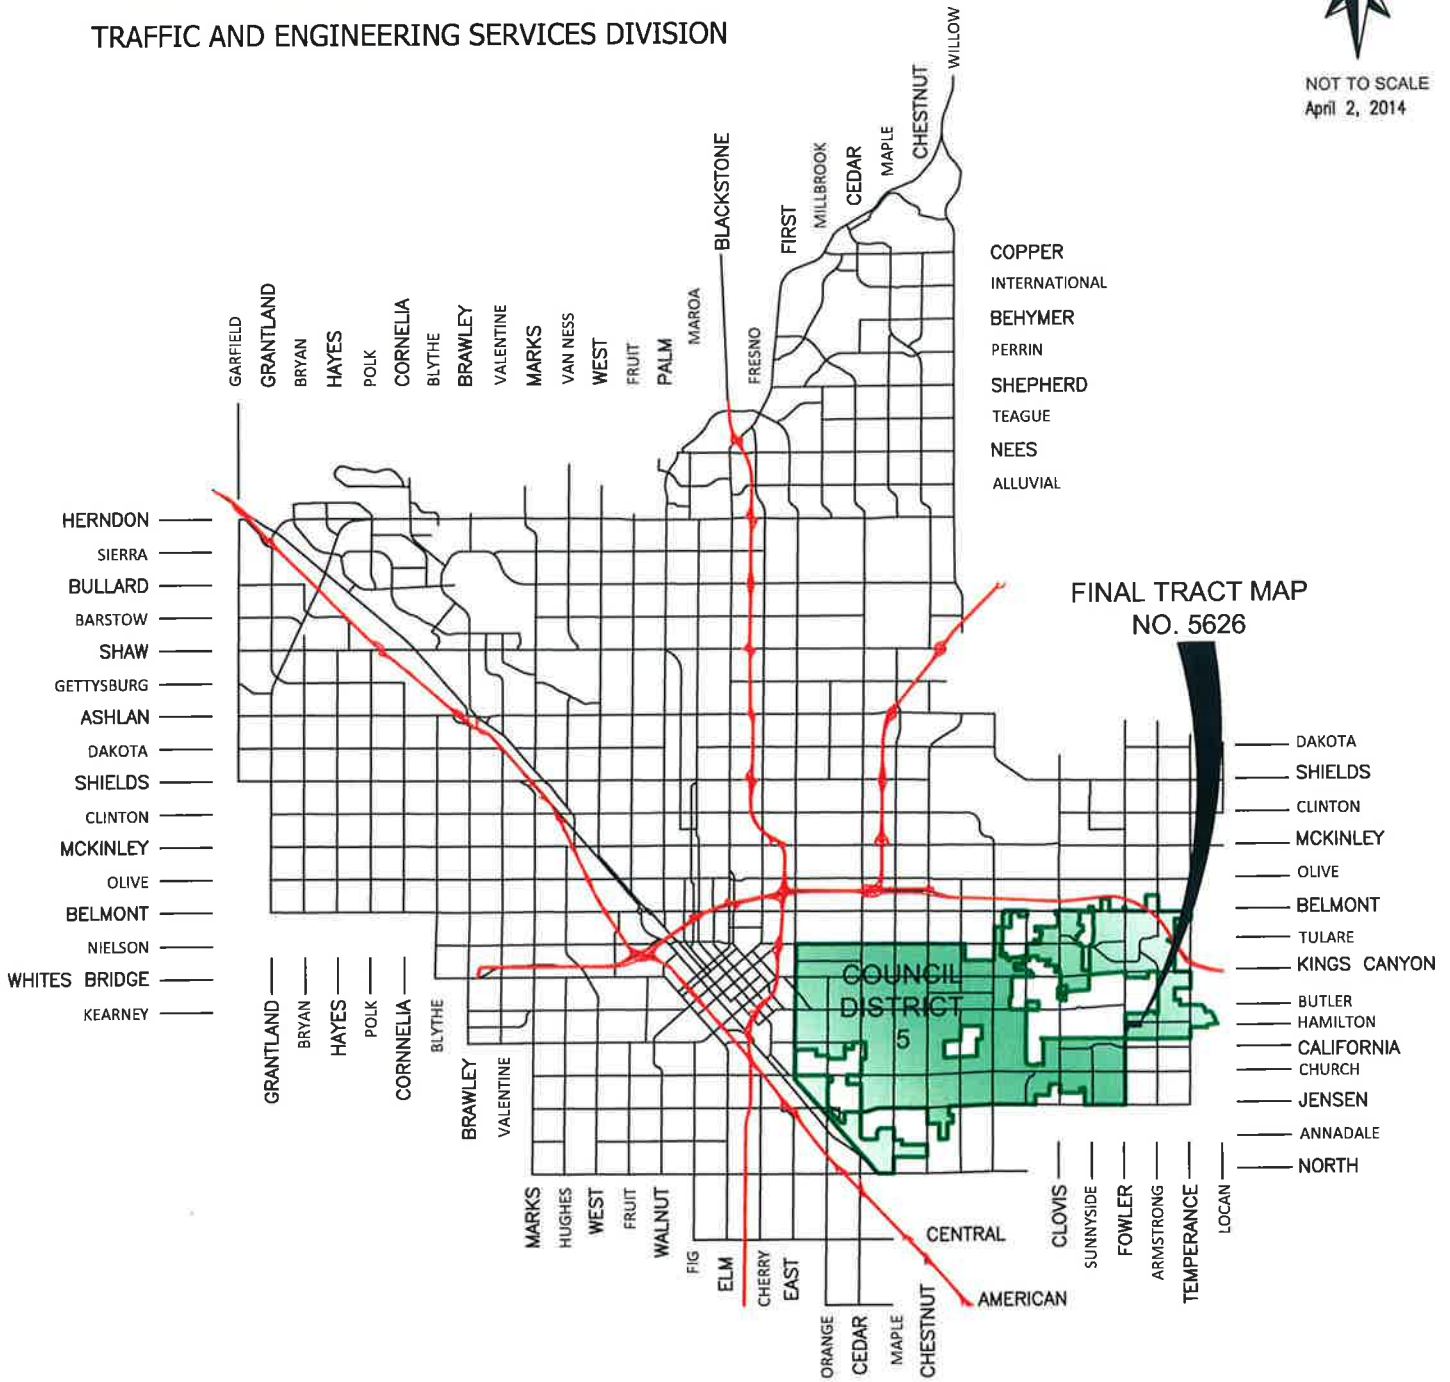 TRAFFIC AND ENGINEERING SERVICES DIVISION
NOT TO SCALE
April 2, 2014
WILLOW
CHESTNUT
MAPLE
CEDAR
MILLBROOK
FIRST
BLACKSTONE
COPPER
INTERNATIONAL
BEHYMER
PERRIN
SHEPHERD
TEAGUE
NEES
ALLUVIAL
GARFIELD
GRANTLAND
BRYAN
HAYES
POLK
CORNELIA
BLYTHE
BRAWLEY
VALENTINE
MARKS
VAN NESS
WEST
FRUIT
PALM
MAROA
FRESNO
HERNDON
SIERRA
BULLARD
BARSTOW
SHAW
GETTYSBURG
ASHLAN
DAKOTA
SHIELDS
CLINTON
MCKINLEY
OLIVE
BELMONT
NIELSON
WHITES BRIDGE
KEARNEY
FINAL TRACT MAP
NO. 5626
DAKOTA
SHIELDS
CLINTON
MCKINLEY
OLIVE
BELMONT
TULARE
KINGS CANYON
BUTLER
HAMILTON
CALIFORNIA
CHURCH
JENSEN
ANNADALE
NORTH
COUNCIL
DISTRICT
5
GRANTLAND
BRYAN
HAYES
POLK
CORNNELIA
BLYTHE
BRAWLEY
VALENTINE
MARKS
HUGHES
WEST
FRUIT
WALNUT
FIG
ELM
CHERRY
EAST
ORANGE
CEDAR
MAPLE
CHESTNUT
CENTRAL
AMERICAN
CLOVIS
SUNNYSIDE
FOWLER
ARMSTRONG
TEMPERANCE
LOCAN